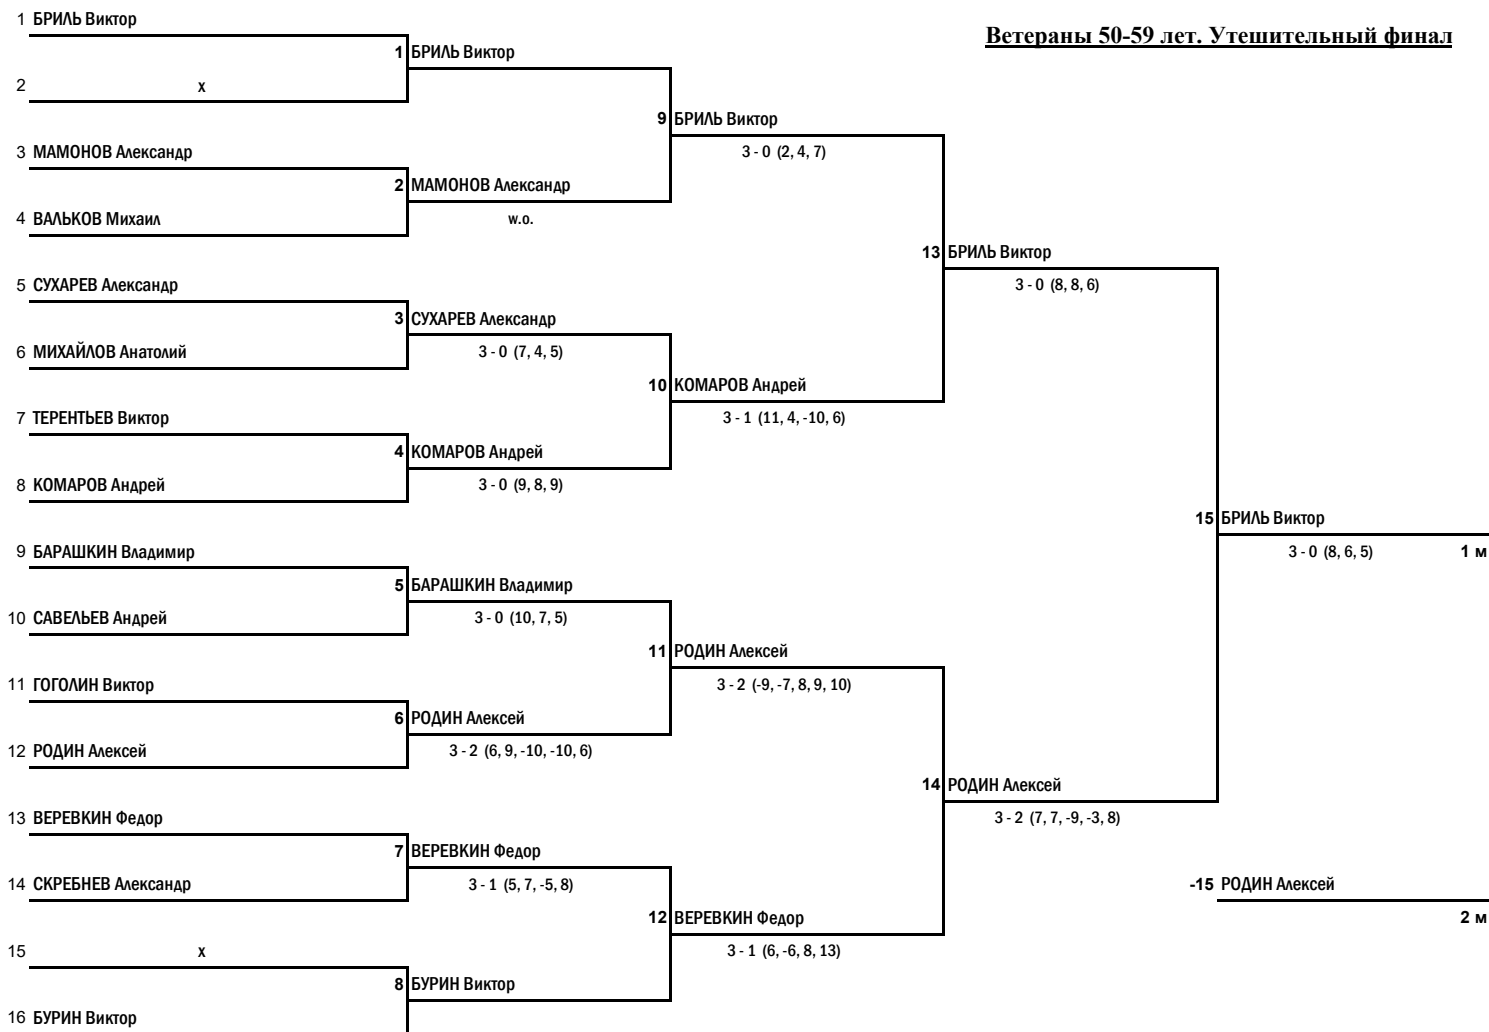 1 БРИЛЬ Виктор
Ветераны 50-59 лет. Утешительный финал
1 БРИЛЬ Виктор
2 х
9 БРИЛЬ Виктор
3 МАМОНОВ Александр
3 - 0 (2, 4, 7)
2 МАМОНОВ Александр
4 ВАЛЬКОВ Михаил
w.o.
13 БРИЛЬ Виктор
5 СУХАРЕВ Александр
3 - 0 (8, 8, 6)
3 СУХАРЕВ Александр
6 МИХАЙЛОВ Анатолий
3 - 0 (7, 4, 5)
10 КОМАРОВ Андрей
7 ТЕРЕНТЬЕВ Виктор
3 - 1 (11, 4, -10, 6)
4 КОМАРОВ Андрей
8 КОМАРОВ Андрей
3 - 0 (9, 8, 9)
15 БРИЛЬ Виктор
9 БАРАШКИН Владимир
3 - 0 (8, 6, 5) 1 м
5 БАРАШКИН Владимир
10 САВЕЛЬЕВ Андрей
3 - 0 (10, 7, 5)
11 РОДИН Алексей
11 ГОГОЛИН Виктор
3 - 2 (-9, -7, 8, 9, 10)
6 РОДИН Алексей
12 РОДИН Алексей
3 - 2 (6, 9, -10, -10, 6)
14 РОДИН Алексей
13 ВЕРЕВКИН Федор
3 - 2 (7, 7, -9, -3, 8)
7 ВЕРЕВКИН Федор
14 СКРЕБНЕВ Александр
3 - 1 (5, 7, -5, 8)
-15 РОДИН Алексей
12 ВЕРЕВКИН Федор
2 м
15 х
3 - 1 (6, -6, 8, 13)
8 БУРИН Виктор
16 БУРИН Виктор